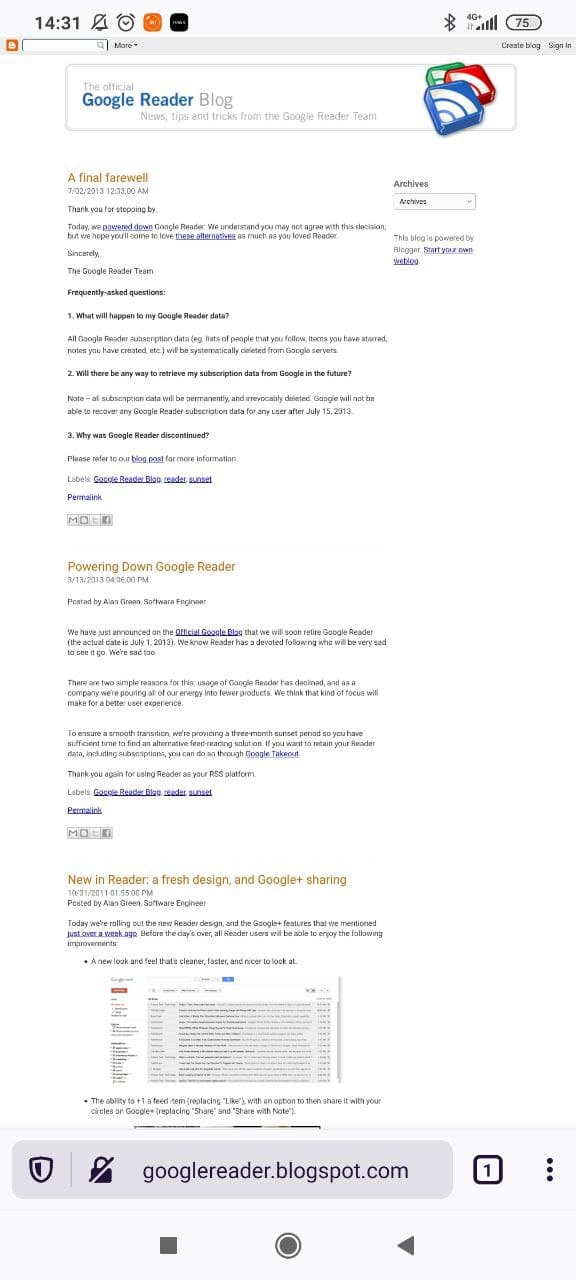 14:31
4G+
75
More
Create blog Sign In
The official
Google Reader Blog
News, tips and tricks from the Google Reader Team
A final farewell
7/02/2013 12:33:00 AM
Thank you for stopping by.
Today, we powered down Google Reader. We understand you may not agree with this decision,
but we hope you'll come to love these alternatives as much as you loved Reader.
Sincerely,
The Google Reader Team
Frequently-asked questions:
1. What will happen to my Google Reader data?
All Google Reader subscription data (eg. lists of people that you follow, items you have starred,
notes you have created, etc.) will be systematically deleted from Google servers.
2. Will there be any way to retrieve my subscription data from Google in the future?
Note -- all subscription data will be permanently, and irrevocably deleted. Google will not be
able to recover any Google Reader subscription data for any user after July 15, 2013.
3. Why was Google Reader discontinued?
Please refer to our blog post for more information.
Labels: Google Reader Blog, reader, sunset
Permalink
Archives
Archives
This blog is powered by
Blogger. Start your own
weblog.
Powering Down Google Reader
3/13/2013 04:06:00 PM
Posted by Alan Green, Software Engineer
We have just announced on the Official Google Blog that we will soon retire Google Reader
(the actual date is July 1, 2013). We know Reader has a devoted following who will be very sad
to see it go. We're sad too.
There are two simple reasons for this: usage of Google Reader has declined, and as a
company we're pouring all of our energy into fewer products. We think that kind of focus will
make for a better user experience.
To ensure a smooth transition, we're providing a three-month sunset period so you have
sufficient time to find an alternative feed-reading solution. If you want to retain your Reader
data, including subscriptions, you can do so through Google Takeout.
Thank you again for using Reader as your RSS platform.
Labels: Google Reader Blog, reader, sunset
Permalink
New in Reader: a fresh design, and Google+ sharing
10/31/2011 01:55:00 PM
Posted by Alan Green, Software Engineer
Today we're rolling out the new Reader design, and the Google+ features that we mentioned
just over a week ago. Before the day's over, all Reader users will be able to enjoy the following
improvements:
• A new look and feel that's cleaner, faster, and nicer to look at.
• The ability to +1 a feed item (replacing "Like"), with an option to then share it with your
circles on Google+ (replacing "Share" and "Share with Note").
googlereader.blogspot.com
1